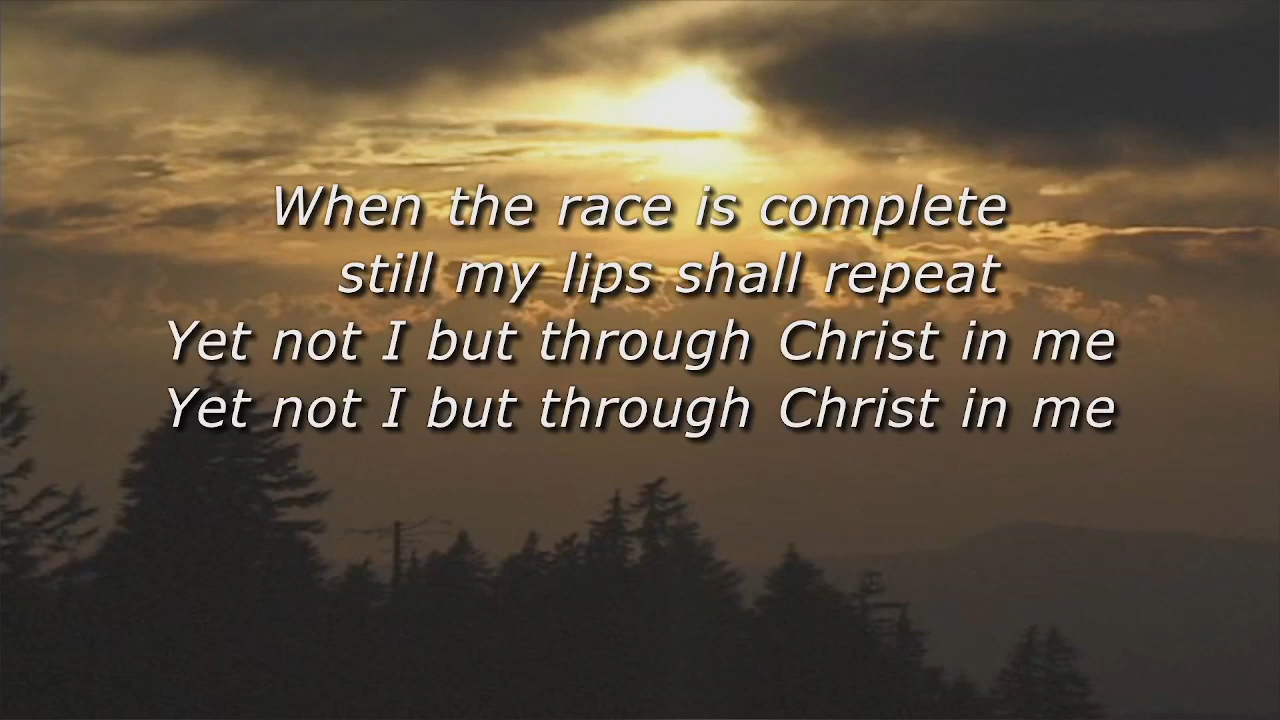 When the race is complete
still my lips shall repeat
Yet not I but through Christ in me
Yet not I but through Christ in me